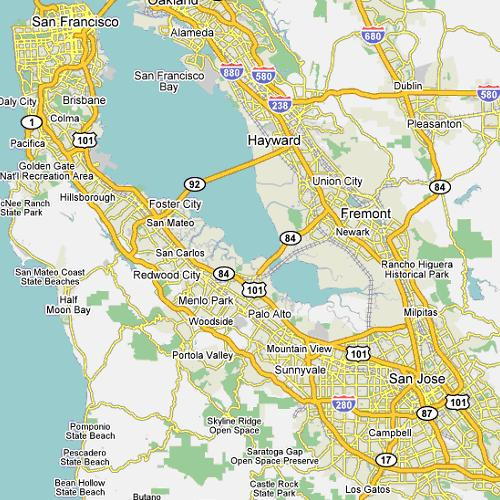 Oakland
San Francisco
Alameda
680
880
580
San Francisco
Bay
Dublin
580
Daly City
Brisbane
238
1
Colma
Pleasanton
101
Pacifica
Hayward
Golden Gate
Nat'l Recreation Area
Union City
92
84
Hillsborough
McNee Ranch
State Park
Foster City
Fremont
San Mateo
Newark
84
San Carlos
Rancho Higuera
Historical Park
San Mateo Coast
State Beaches
Redwood City
84
101
Half
Moon Bay
Menlo Park
Palo Alto
Milpitas
Woodside
Mountain View
101
Portola Valley
Sunnyvale
San Jose
280
101
87
Skyline Ridge
Open Space
Pomponio
State Beach
Campbell
Pescadero
State Beach
Saratoga Gap
Open Space Preserve
17
Bean Hollow
State Beach
Castle Rock
State Park
Los Gatos
Butano